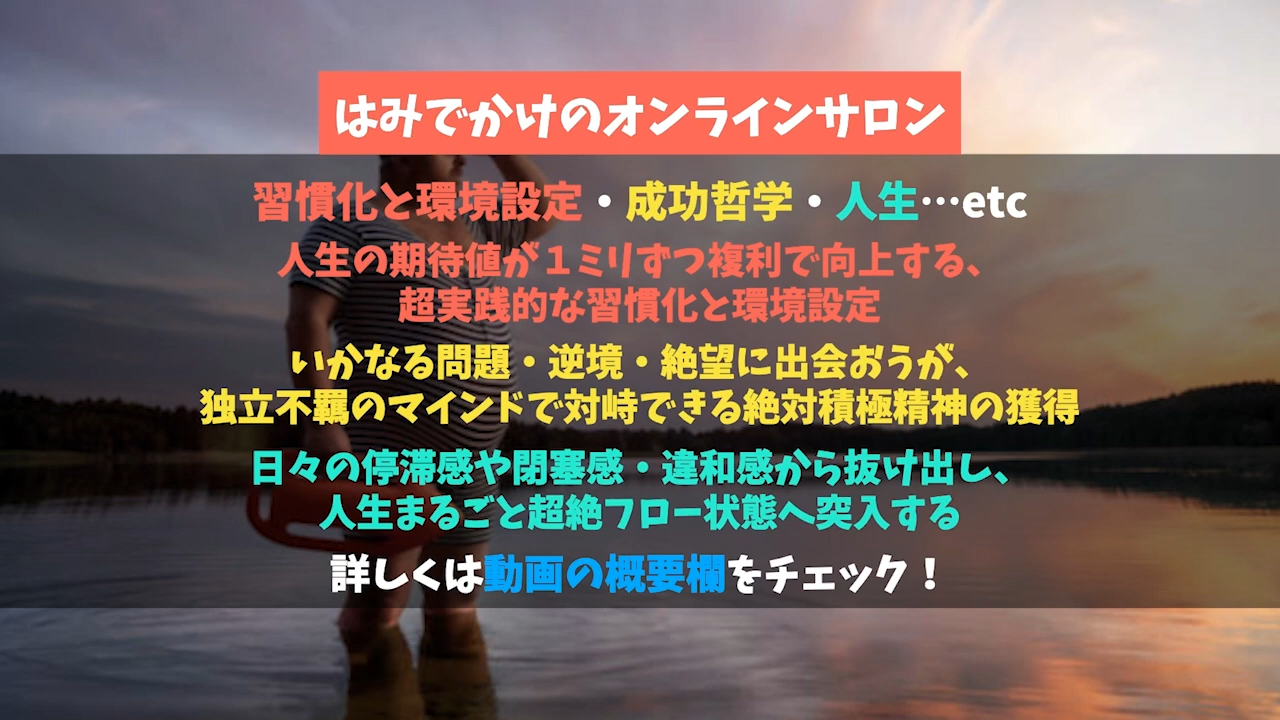 はみでかけのオンラインサロン
習慣化と環境設定・成功哲学・人生…etc
人生の期待値が1ミリずつ複利で向上する、
超実践的な習慣化と環境設定
いかなる問題・逆境・絶望に出会おうが、
独立不羈のマインドで対峙できる絶対積極精神の獲得
日々の停滞感や閉塞感・違和感から抜け出し、
人生まるごと超絶フロー状態へ突入する
詳しくは動画の概要欄をチェック！